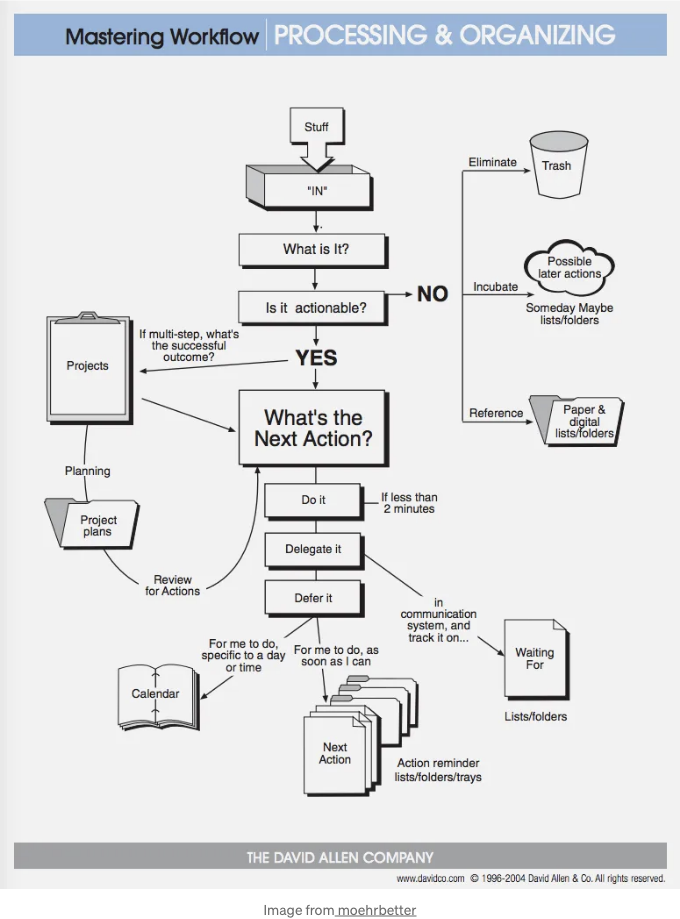 Mastering Workflow PROCESSING & ORGANIZING
Stuff
"IN"
What is It?
Is it actionable?
NO
Eliminate
Trash
Incubate
Possible
later actions
Someday Maybe
lists/folders
Reference
Paper &
digital
lists/folders
YES
If multi-step, what's
the successful
outcome?
Projects
What's the
Next Action?
Planning
Project
plans
Review
for Actions
Do it
If less than
2 minutes
Delegate it
Defer it
in
communication
system, and
track it on...
Waiting
For
Lists/folders
For me to do,
specific to a day
or time
Calendar
For me to do, as
soon as I can
Next
Action
Action reminder
lists/folders/trays
THE DAVID ALLEN COMPANY
www.davidco.com © 1996-2004 David Allen & Co. All rights reserved.
Image from moehrbetter